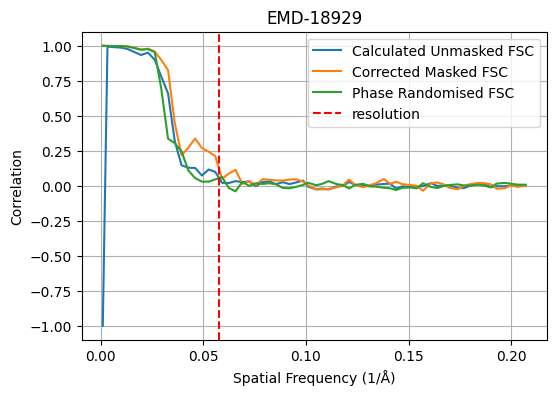 EMD-18929
Calculated Unmasked FSC
Corrected Masked FSC
Phase Randomised FSC
resolution
1.00
0.75
0.50
0.25
0.00
−0.25
−0.50
−0.75
−1.00
Correlation
0.00 0.05 0.10 0.15 0.20
Spatial Frequency (1/Å)